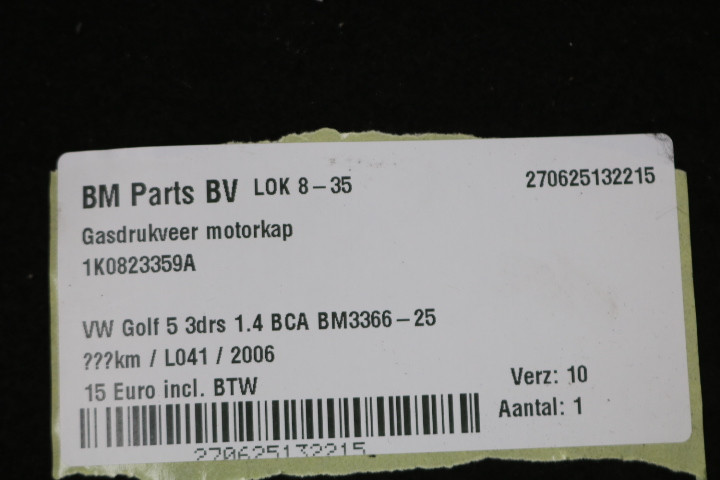 BM Parts BV LOK 8-35 270625132215
Gasdrukveer motorkap
1K0823359A
VW Golf 5 3drs 1.4 BCA BM3366-25
???km / L041 / 2006
15 Euro incl. BTW
Verz: 10
Aantal: 1
270625132215